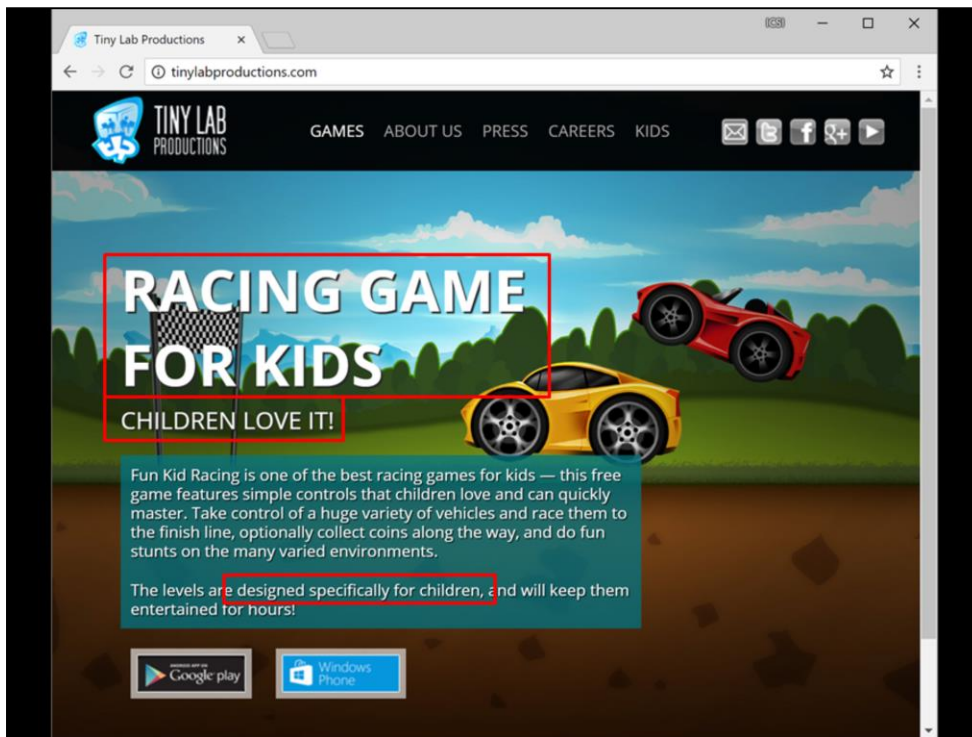 Tiny Lab Productions
tinylabproductions.com
TINY LAB
PRODUCTIONS
GAMES ABOUT US PRESS CAREERS KIDS
RACING GAME
FOR KIDS
CHILDREN LOVE IT!
Fun Kid Racing is one of the best racing games for kids — this free
game features simple controls that children love and can quickly
master. Take control of a huge variety of vehicles and race them to
the finish line, optionally collect coins along the way, and do fun
stunts on the many varied environments.
The levels are designed specifically for children, and will keep them
entertained for hours!
ANDROID APP ON
Google play
Windows
Phone